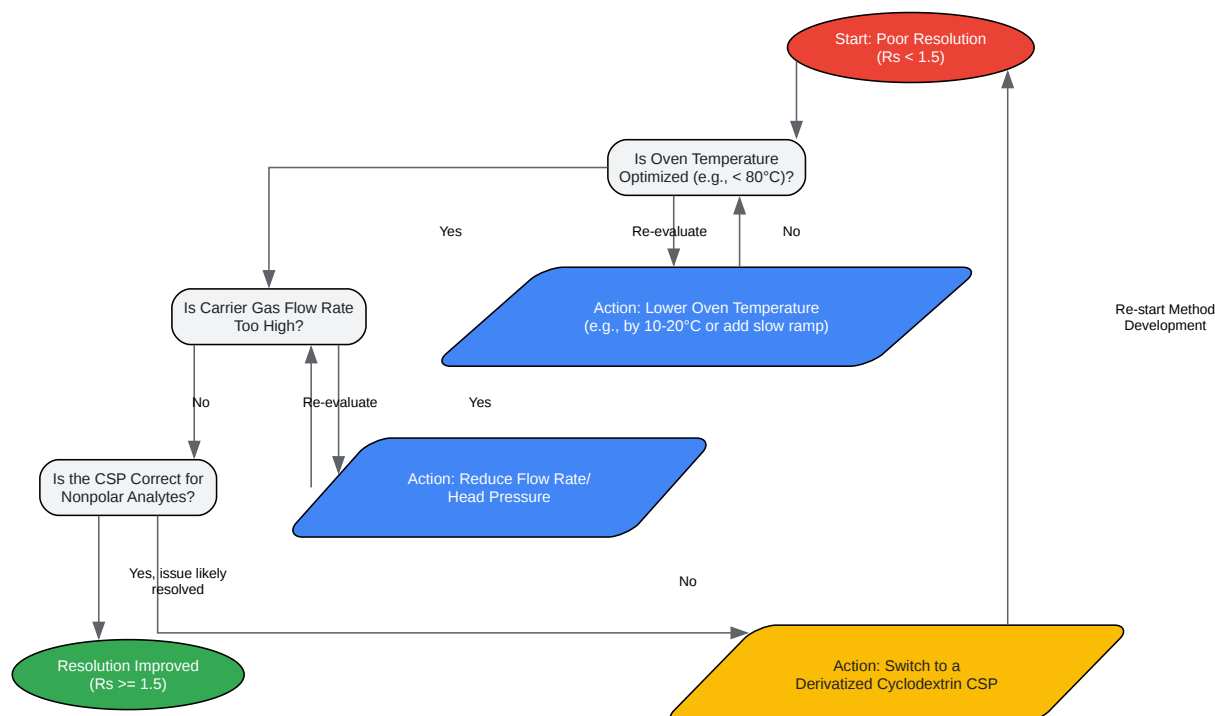 Start: Poor Resolution
(Rs < 1.5)
Is Oven Temperature
Optimized (e.g., < 80°C)?
Yes
Re-evaluate
No
Is Carrier Gas Flow Rate
Too High?
Action: Lower Oven Temperature
(e.g., by 10-20°C or add slow ramp)
Re-start Method
Development
No
Re-evaluate
Yes
Is the CSP Correct for
Nonpolar Analytes?
Action: Reduce Flow Rate/
Head Pressure
Yes, issue likely
resolved
No
Resolution Improved
(Rs >= 1.5)
Action: Switch to a
Derivatized Cyclodextrin CSP